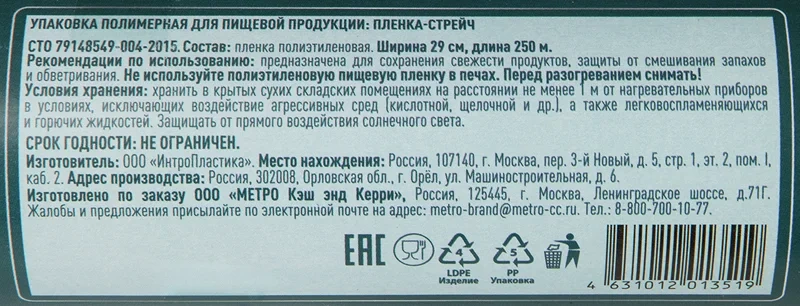 УПАКОВКА ПОЛИМЕРНАЯ ДЛЯ ПИЩЕВОЙ ПРОДУКЦИИ: ПЛЕНКА-СТРЕЙЧ
СТО 79148549-004-2015. Состав: пленка полиэтиленовая. Ширина 29 см, длина 250 м.
Рекомендации по использованию: предназначена для сохранения свежести продуктов, защиты от смешивания запахов
и обветривания. Не используйте полиэтиленовую пищевую пленку в печах. Перед разогреванием снимать!
Условия хранения: хранить в крытых сухих складских помещениях на расстоянии не менее 1 м от нагревательных приборов
в условиях, исключающих воздействие агрессивных сред (кислотной, щелочной и др.), а также легковоспламеняющихся
и горючих жидкостей. Защищать от прямого воздействия солнечного света.
СРОК ГОДНОСТИ: НЕ ОГРАНИЧЕН.
Изготовитель: ООО «ИнтроПластика». Место нахождения: Россия, 107140, г. Москва, пер. 3-й Новый, д. 5, стр. 1, эт. 2, пом. I,
каб. 2. Адрес производства: Россия, 302008, Орловская обл., г. Орёл, ул. Машиностроительная, д. 6.
Изготовлено по заказу ООО «МЕТРО Кэш энд Керри», Россия, 125445, г. Москва, Ленинградское шоссе, д.71Г.
Жалобы и предложения присылайте по электронной почте на адрес: metro-brand@metro-cc.ru. Тел.: 8-800-700-10-77.
EAC 4 5
LDPE PP
Изделие Упаковка
4 631012 013519